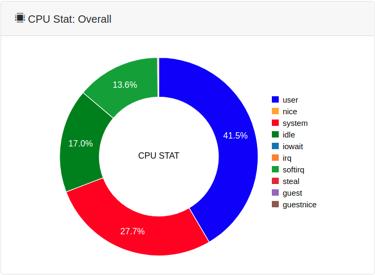 CPU Stat: Overall
13.6%
41.5%
17.0%
27.7%
CPU STAT
user
nice
system
idle
iowait
irq
softirq
steal
guest
guestnice